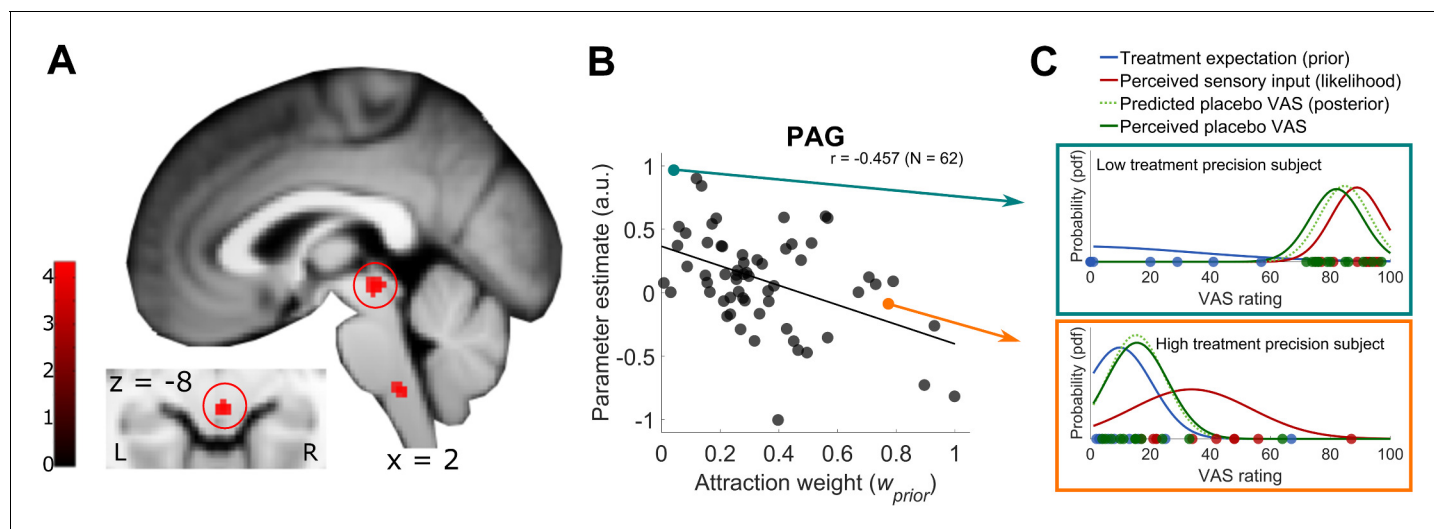 A
4
3
2
1
0
z = -8
L
R
x = 2
B
PAG
r = -0.457 (N = 62)
Parameter estimate (a.u.)
1
0.5
0
-0.5
-1
0 0.2 0.4 0.6 0.8 1
Attraction weight (wprior)
C
Treatment expectation (prior)
Perceived sensory input (likelihood)
Predicted placebo VAS (posterior)
Perceived placebo VAS
Low treatment precision subject
Probability (pdf)
0 20 40 60 80 100
VAS rating
High treatment precision subject
Probability (pdf)
0 20 40 60 80 100
VAS rating